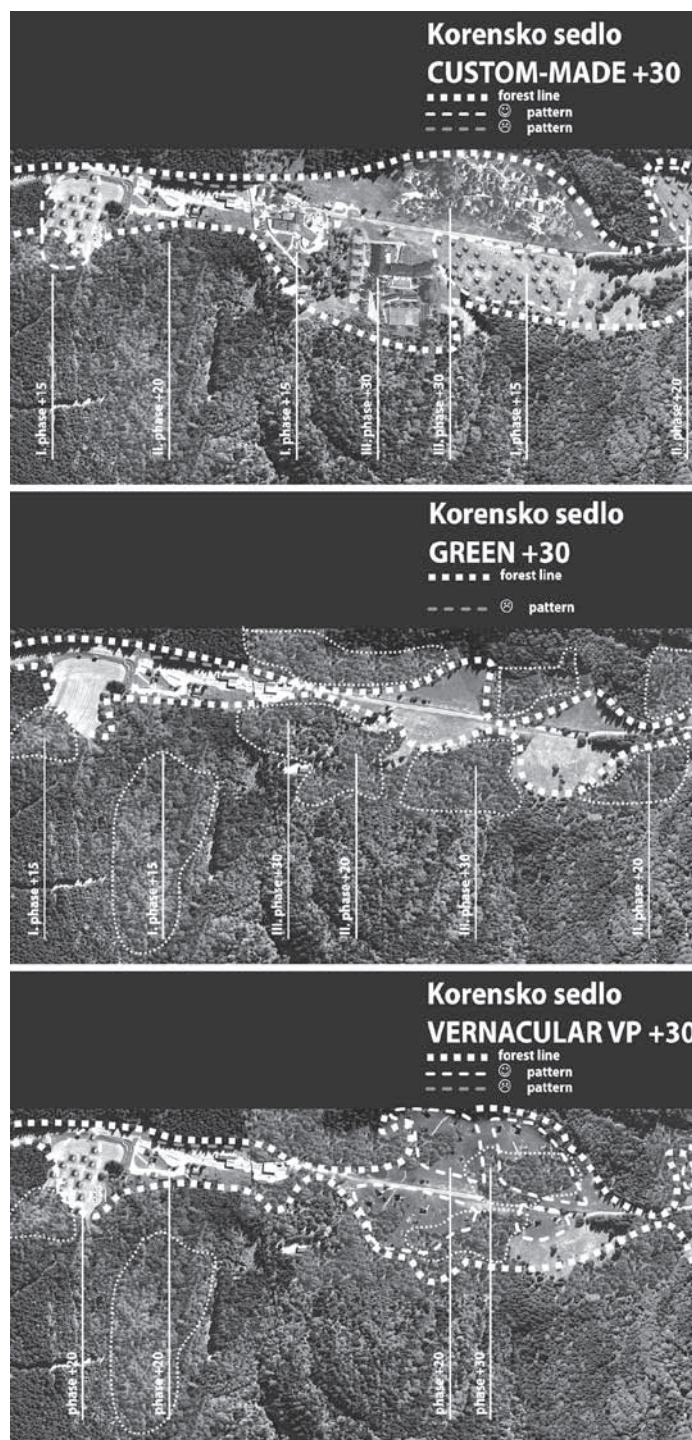 Korensko sedlo
CUSTOM-MADE +30
forest line
☺ pattern
☹ pattern
I. phase +15
II. phase +20
I. phase +15
III. phase +30
III. phase +30
I. phase +15
II. phase +20
Korensko sedlo
GREEN +30
forest line
☹ pattern
I. phase +15
I. phase +15
III. phase +30
II. phase +20
III. phase +30
II. phase +20
Korensko sedlo
VERNACULAR VP +30
forest line
☺ pattern
☹ pattern
phase +20
phase +20
phase +20
phase +30